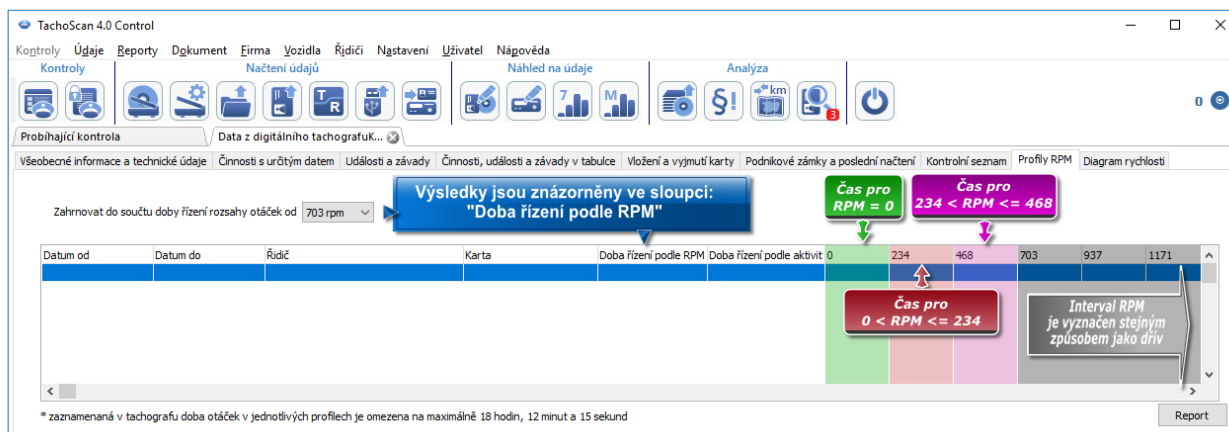 TachoScan 4.0 Control
Kontroly Údaje Reporty Dokument Firma Vozidla Řidiči Nastavení Uživatel Nápověda
Kontroly Načtení údajů Náhled na údaje Analýza
T R 7 M §! km 3 0
Probíhající kontrola Data z digitálního tachografuK...
Všeobecné informace a technické údaje Činnosti s určitým datem Události a závady Činnosti, události a závady v tabulce Vložení a vyjmutí karty Podnikové zámky a poslední načtení Kontrolní seznam Profily RPM Diagram rychlosti
Výsledky jsou znázorněny ve sloupci:
"Doba řízení podle RPM"
Čas pro
RPM = 0
Čas pro
234 < RPM <= 468
Zahrnovat do součtu doby řízení rozsahy otáček od 703 rpm
Datum od Datum do Řidič Karta Doba řízení podle RPM Doba řízení podle aktivit 0 234 468 703 937 1171
Čas pro
0 < RPM <= 234
Interval RPM
je vyznačen stejným
způsobem jako dřív
* zaznamenaná v tachografu doba otáček v jednotlivých profilech je omezena na maximálně 18 hodin, 12 minut a 15 sekund
Report